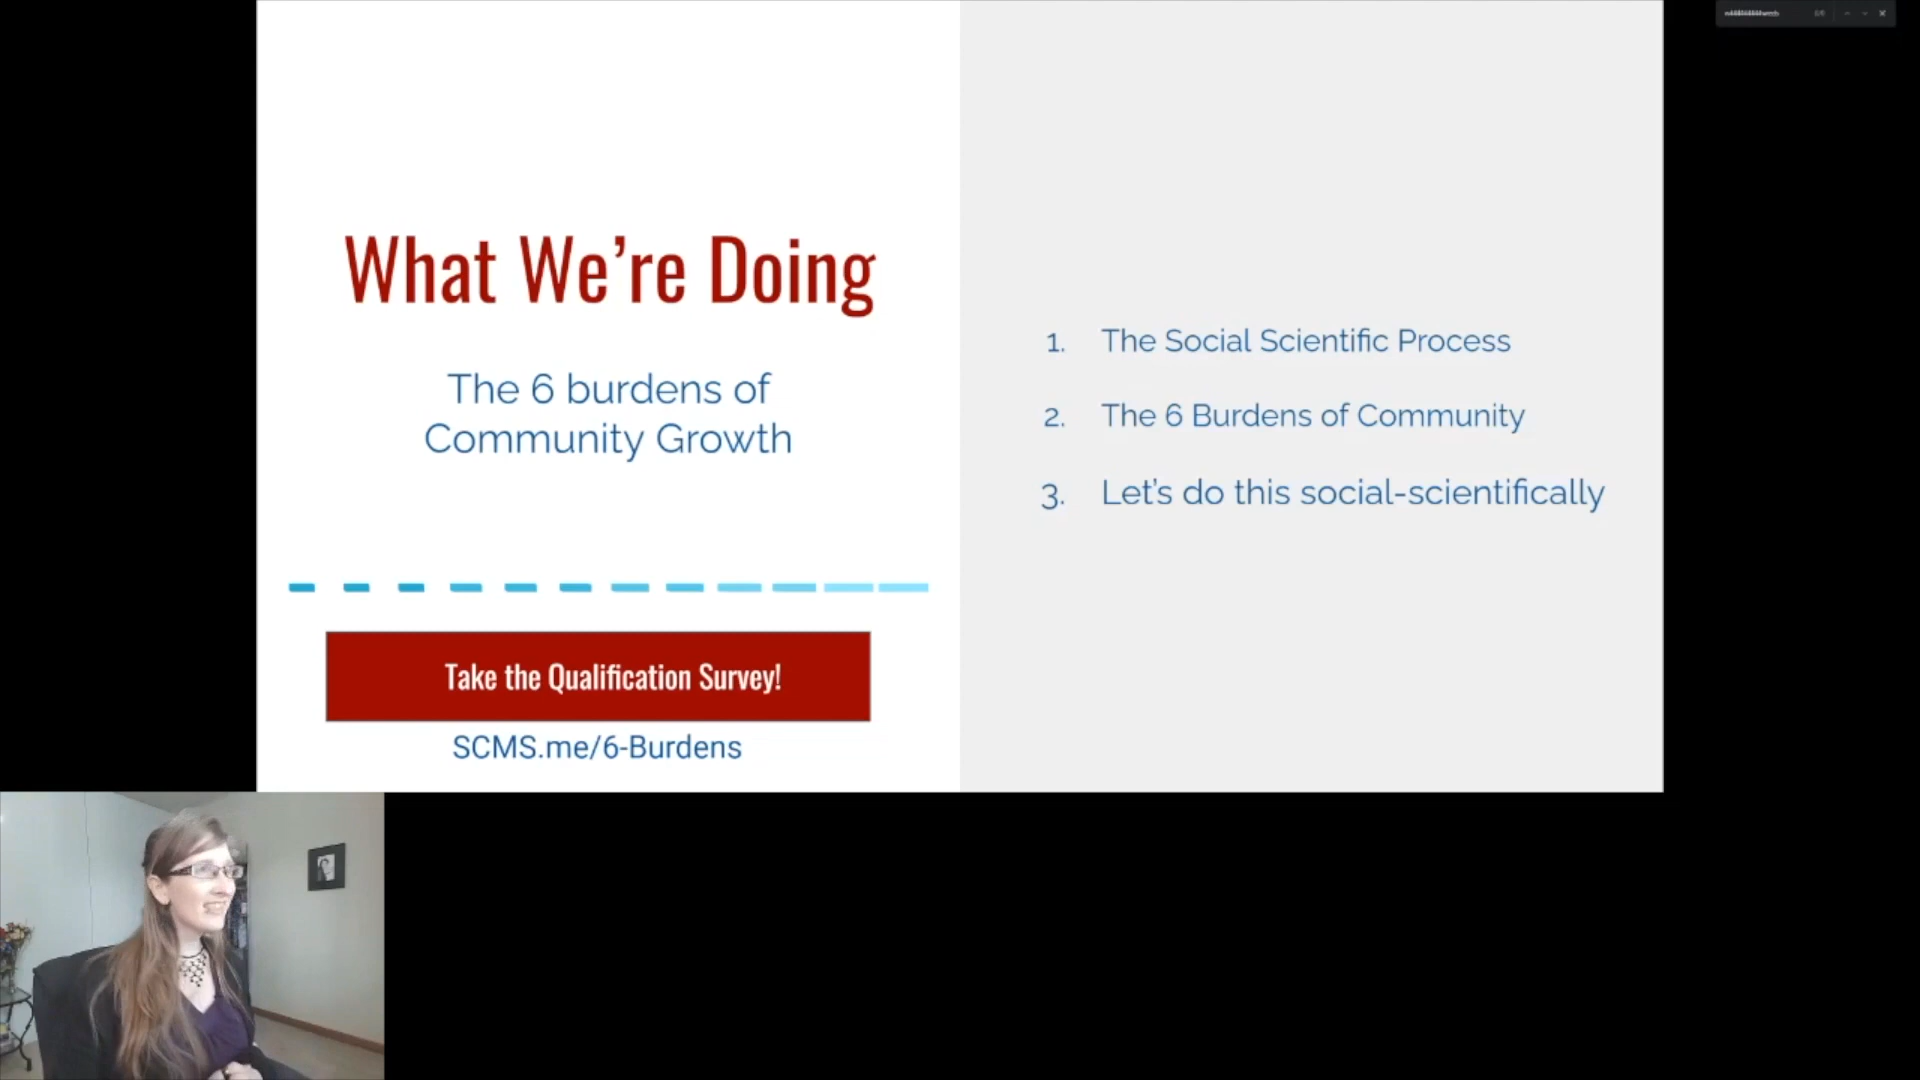 What We're Doing
The 6 burdens of
Community Growth
Take the Qualification Survey!
SCMS.me/6-Burdens
1. The Social Scientific Process
2. The 6 Burdens of Community
3. Let's do this social-scientifically